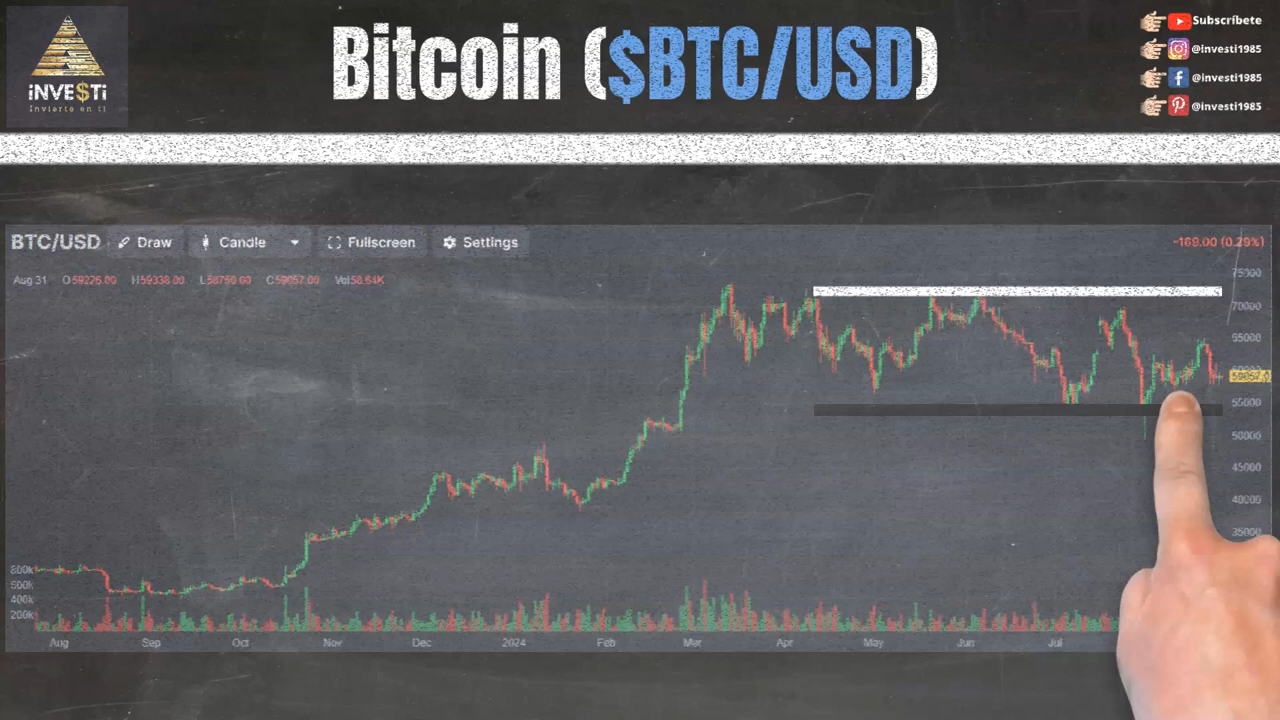 Bitcoin ($BTC/USD)
iNVE$Ti
Invierte en ti
Subscríbete
@investi1985
@investi1985
@investi1985
BTC/USD Draw Candle Fullscreen Settings
-169.00 (0.29%)
Aug 31 O59226.00 H59338.00 L58750.00 C59057.00 Vol58.64K
75000
70000
65000
59057.0
55000
50000
45000
40000
35000
800k
600k
400k
200k
Aug Sep Oct Nov Dec 2024 Feb Mar Apr May Jun Jul